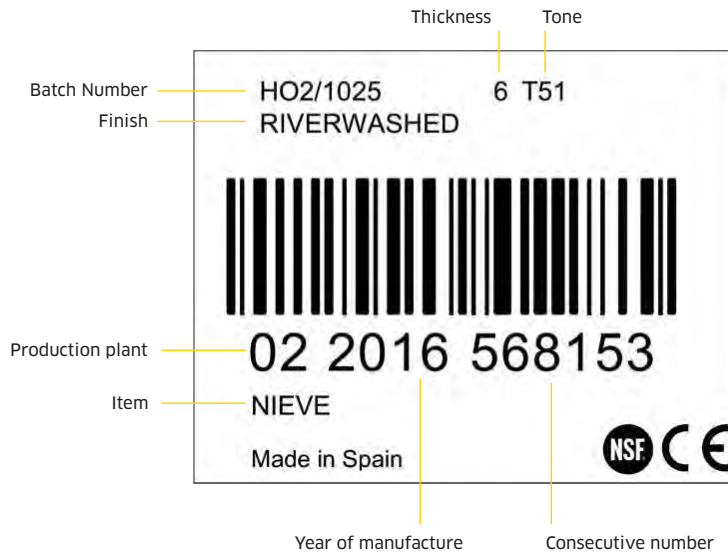 Thickness Tone
Batch Number HO2/1025 6 T51
Finish RIVERWASHED
Production plant 02 2016 568153
Item NIEVE
Made in Spain NSF CE
Year of manufacture Consecutive number